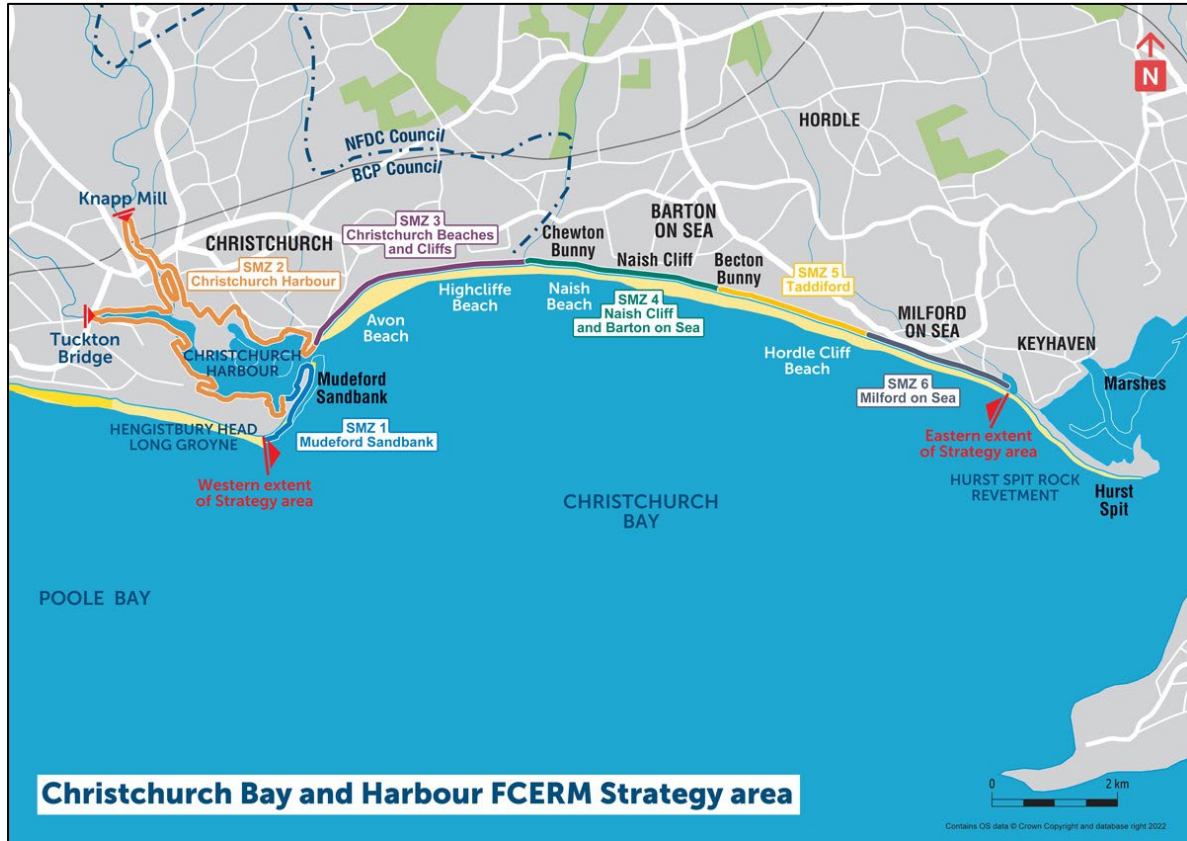 N
HORDLE
NFDC Council
BCP Council
Knapp Mill
CHRISTCHURCH
SMZ 3
Christchurch Beaches
and Cliffs
Chewton
Bunny
BARTON
ON SEA
SMZ 2
Christchurch Harbour
Naish Cliff
Becton
Bunny
SMZ 5
Taddiford
Highcliffe
Beach
Naish
Beach
SMZ 4
Naish Cliff
and Barton on Sea
MILFORD
ON SEA
Avon
Beach
KEYHAVEN
Tuckton
Bridge
CHRISTCHURCH
HARBOUR
Hordle Cliff
Beach
Marshes
Mudeford
Sandbank
SMZ 6
Milford on Sea
HENGISTBURY HEAD
LONG GROYNE
SMZ 1
Mudeford Sandbank
Eastern extent
of Strategy area
Western extent
of Strategy area
HURST SPIT ROCK
REVETMENT
Hurst
Spit
CHRISTCHURCH
BAY
POOLE BAY
Christchurch Bay and Harbour FCERM Strategy area
0 2 km
Contains OS data © Crown Copyright and database right 2022